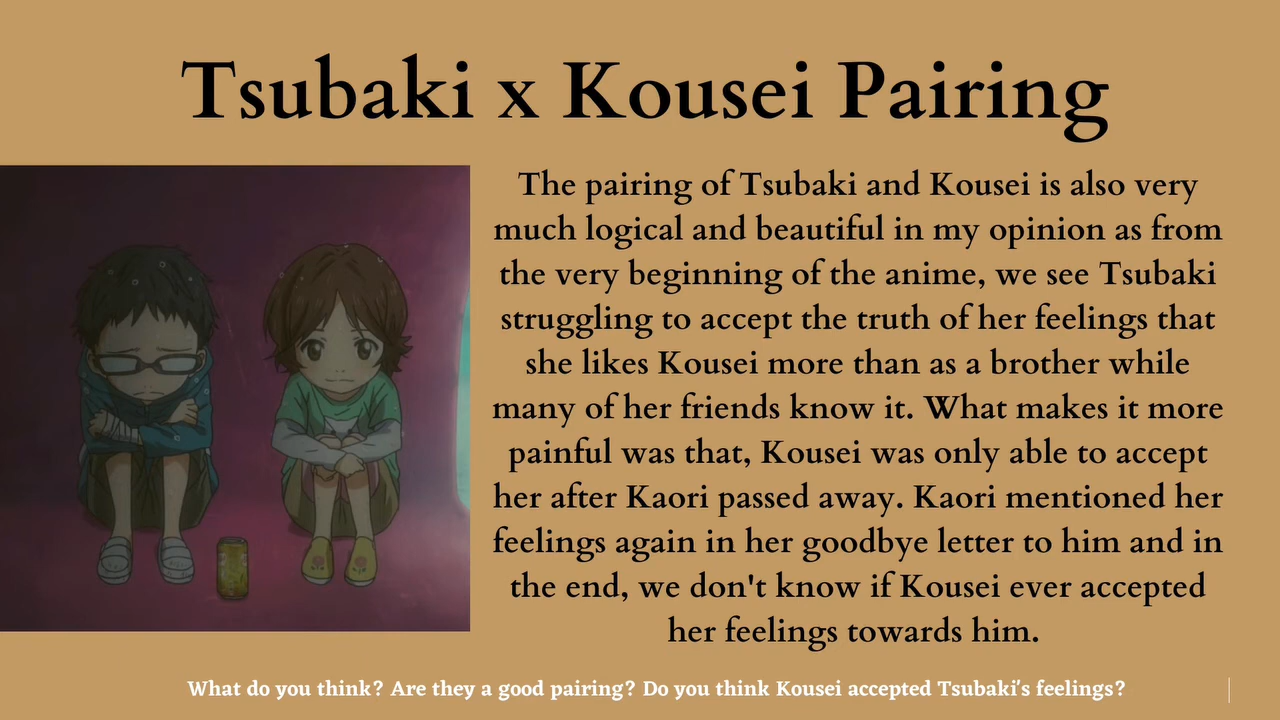 Tsubaki x Kousei Pairing
The pairing of Tsubaki and Kousei is also very
much logical and beautiful in my opinion as from
the very beginning of the anime, we see Tsubaki
struggling to accept the truth of her feelings that
she likes Kousei more than as a brother while
many of her friends know it. What makes it more
painful was that, Kousei was only able to accept
her after Kaori passed away. Kaori mentioned her
feelings again in her goodbye letter to him and in
the end, we don't know if Kousei ever accepted
her feelings towards him.
What do you think? Are they a good pairing? Do you think Kousei accepted Tsubaki's feelings?